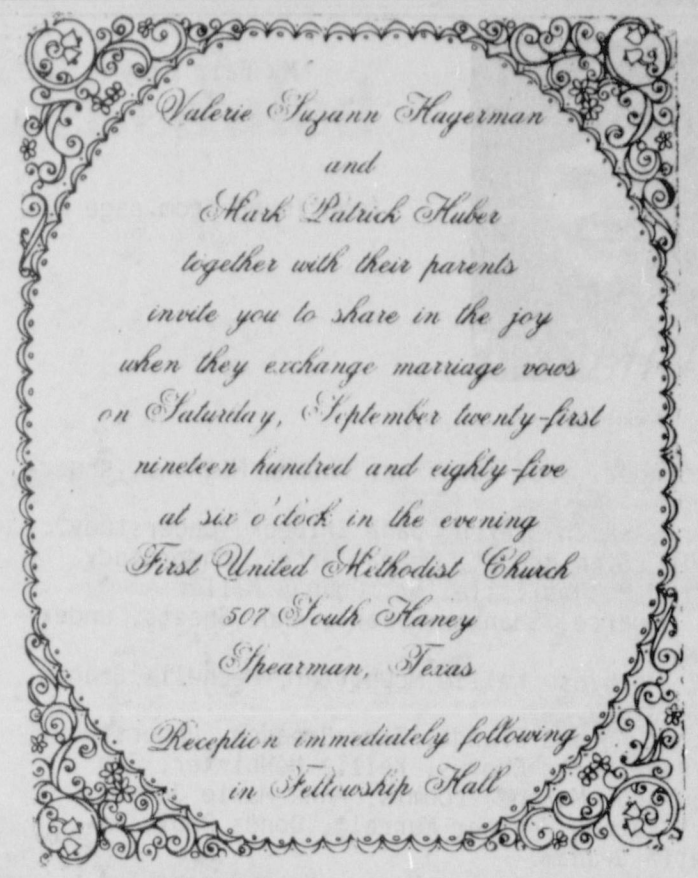 Valerie Suzann Hagerman
and
Mark Patrick Huber
together with their parents
invite you to share in the joy
when they exchange marriage vows
on Saturday, September twenty-first
nineteen hundred and eighty-five
at six o'clock in the evening
First United Methodist Church
507 South Haney
Spearman, Texas
Reception immediately following
in Fellowship Hall